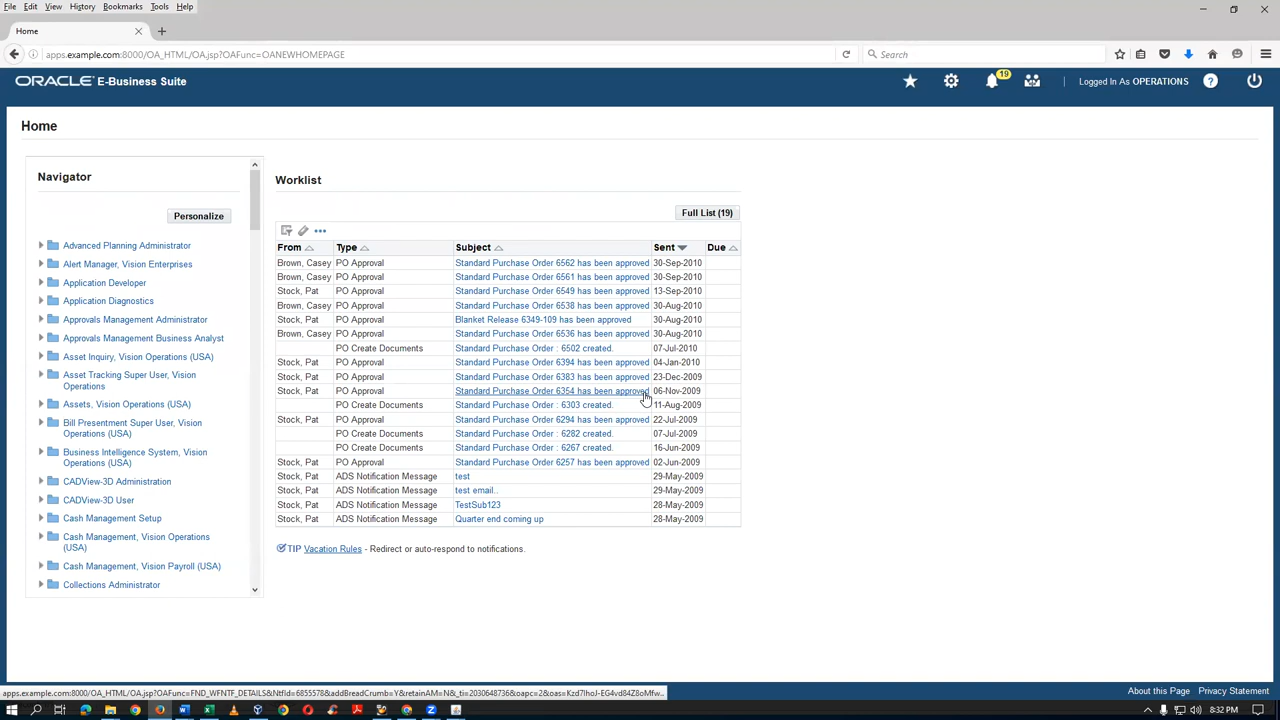 File Edit View History Bookmarks Tools Help
Home
apps.example.com:8000/OA_HTML/OA.jsp?OAFunc=OANEWHOMEPAGE
Search
ORACLE E-Business Suite
19
Logged In As OPERATIONS
Home
Navigator
Personalize
Advanced Planning Administrator
Alert Manager, Vision Enterprises
Application Developer
Application Diagnostics
Approvals Management Administrator
Approvals Management Business Analyst
Asset Inquiry, Vision Operations (USA)
Asset Tracking Super User, Vision
Operations
Assets, Vision Operations (USA)
Bill Presentment Super User, Vision
Operations (USA)
Business Intelligence System, Vision
Operations (USA)
CADView-3D Administration
CADView-3D User
Cash Management Setup
Cash Management, Vision Operations
(USA)
Cash Management, Vision Payroll (USA)
Collections Administrator
Worklist
Full List (19)
From Type Subject Sent Due
Brown, Casey PO Approval Standard Purchase Order 6562 has been approved 30-Sep-2010
Brown, Casey PO Approval Standard Purchase Order 6561 has been approved 30-Sep-2010
Stock, Pat PO Approval Standard Purchase Order 6549 has been approved 13-Sep-2010
Brown, Casey PO Approval Standard Purchase Order 6538 has been approved 30-Aug-2010
Stock, Pat PO Approval Blanket Release 6349-109 has been approved 30-Aug-2010
Brown, Casey PO Approval Standard Purchase Order 6536 has been approved 30-Aug-2010
PO Create Documents Standard Purchase Order : 6502 created. 07-Jul-2010
Stock, Pat PO Approval Standard Purchase Order 6394 has been approved 04-Jan-2010
Stock, Pat PO Approval Standard Purchase Order 6383 has been approved 23-Dec-2009
Stock, Pat PO Approval Standard Purchase Order 6354 has been approved 06-Nov-2009
PO Create Documents Standard Purchase Order : 6303 created. 11-Aug-2009
Stock, Pat PO Approval Standard Purchase Order 6294 has been approved 22-Jul-2009
PO Create Documents Standard Purchase Order : 6282 created. 07-Jul-2009
PO Create Documents Standard Purchase Order : 6267 created. 16-Jun-2009
Stock, Pat PO Approval Standard Purchase Order 6257 has been approved 02-Jun-2009
Stock, Pat ADS Notification Message test 29-May-2009
Stock, Pat ADS Notification Message test email.. 29-May-2009
Stock, Pat ADS Notification Message TestSub123 28-May-2009
Stock, Pat ADS Notification Message Quarter end coming up 28-May-2009
TIP Vacation Rules - Redirect or auto-respond to notifications.
About this Page Privacy Statement
8:32 PM